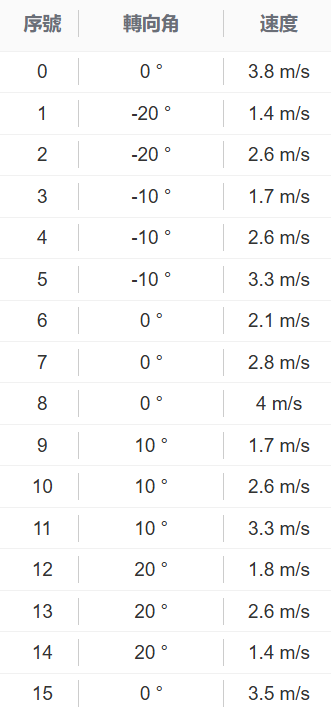 序號 轉向角 速度
0 0 ° 3.8 m/s
1 -20 ° 1.4 m/s
2 -20 ° 2.6 m/s
3 -10 ° 1.7 m/s
4 -10 ° 2.6 m/s
5 -10 ° 3.3 m/s
6 0 ° 2.1 m/s
7 0 ° 2.8 m/s
8 0 ° 4 m/s
9 10 ° 1.7 m/s
10 10 ° 2.6 m/s
11 10 ° 3.3 m/s
12 20 ° 1.8 m/s
13 20 ° 2.6 m/s
14 20 ° 1.4 m/s
15 0 ° 3.5 m/s